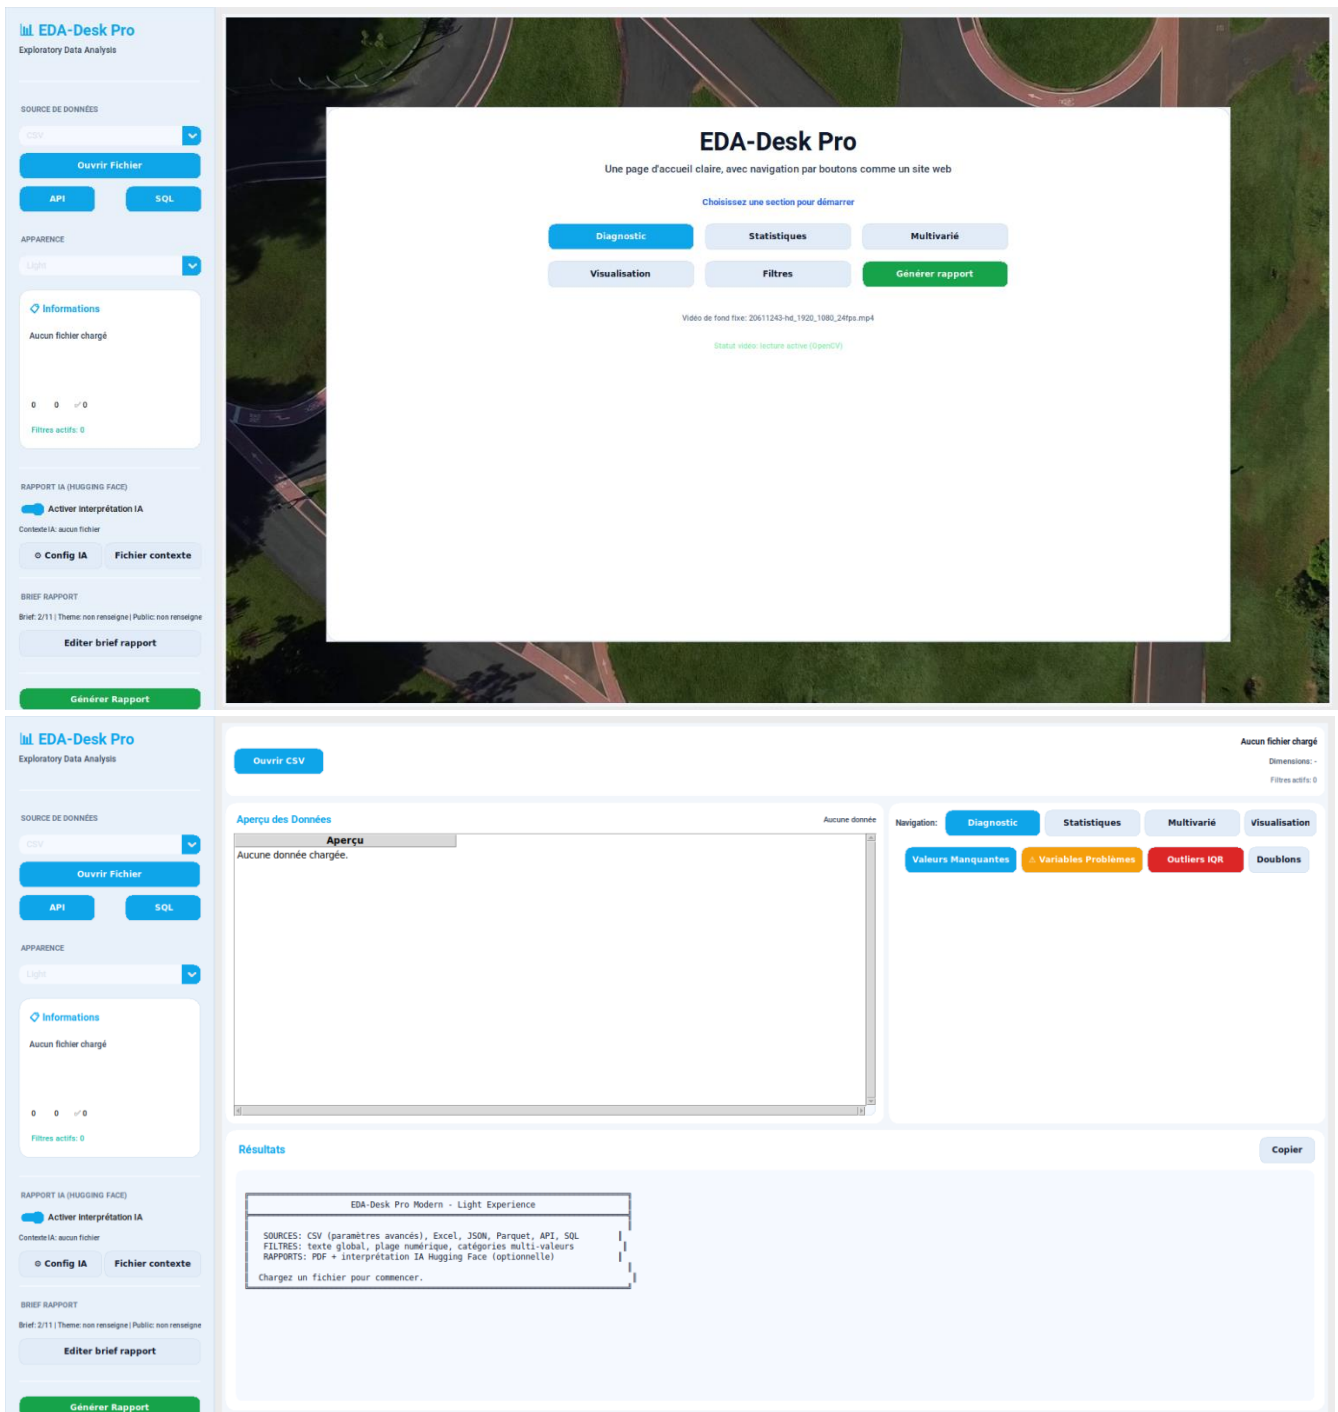 EDA-Desk Pro
Exploratory Data Analysis
SOURCE DE DONNÉES
CSV
Ouvrir Fichier
API
SQL
APPARENCE
Light
Informations
Aucun fichier chargé
0 0 0
Filtres actifs: 0
RAPPORT IA (HUGGING FACE)
Activer Interprétation IA
Contexte IA: aucun fichier
Config IA
Fichier contexte
BRIEF RAPPORT
Brief: 2/11 | Theme: non renseigne | Public: non renseigne
Editer brief rapport
Générer Rapport
EDA-Desk Pro
Une page d'accueil claire, avec navigation par boutons comme un site web
Choisissez une section pour démarrer
Diagnostic
Statistiques
Multivarié
Visualisation
Filtres
Générer rapport
Vidéo de fond fixe: 20611243-hd_1920_1080_24fps.mp4
Statut vidéo: lecture active (OpenCV)
EDA-Desk Pro
Exploratory Data Analysis
SOURCE DE DONNÉES
CSV
Ouvrir Fichier
API
SQL
APPARENCE
Light
Informations
Aucun fichier chargé
0 0 0
Filtres actifs: 0
RAPPORT IA (HUGGING FACE)
Activer Interprétation IA
Contexte IA: aucun fichier
Config IA
Fichier contexte
BRIEF RAPPORT
Brief: 2/11 | Theme: non renseigne | Public: non renseigne
Editer brief rapport
Générer Rapport
Ouvrir CSV
Aucun fichier chargé
Dimensions: -
Filtres actifs: 0
Aperçu des Données
Aucune donnée
Aperçu
Aucune donnée chargée.
Navigation:
Diagnostic
Statistiques
Multivarié
Visualisation
Valeurs Manquantes
⚠ Variables Problèmes
Outliers IQR
Doublons
Résultats
Copier
EDA-Desk Pro Modern - Light Experience
SOURCES: CSV (paramètres avancés), Excel, JSON, Parquet, API, SQL
FILTRES: texte global, plage numérique, catégories multi-valeurs
RAPPORTS: PDF + interprétation IA Hugging Face (optionnelle)
Chargez un fichier pour commencer.